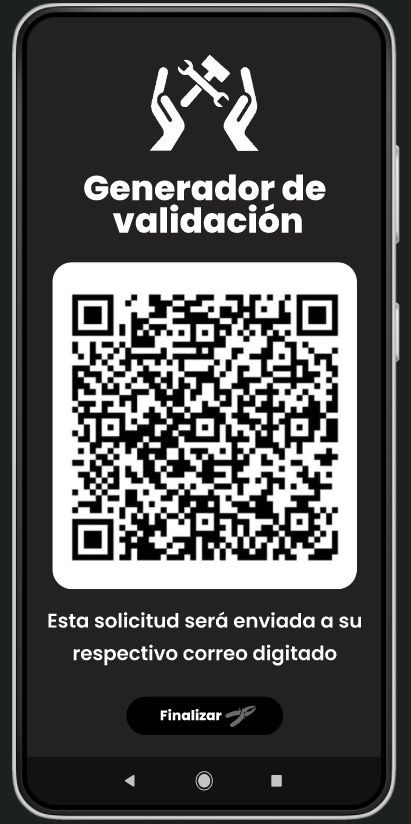 Generador de
validación
Esta solicitud será enviada a su
respectivo correo digitado
Finalizar